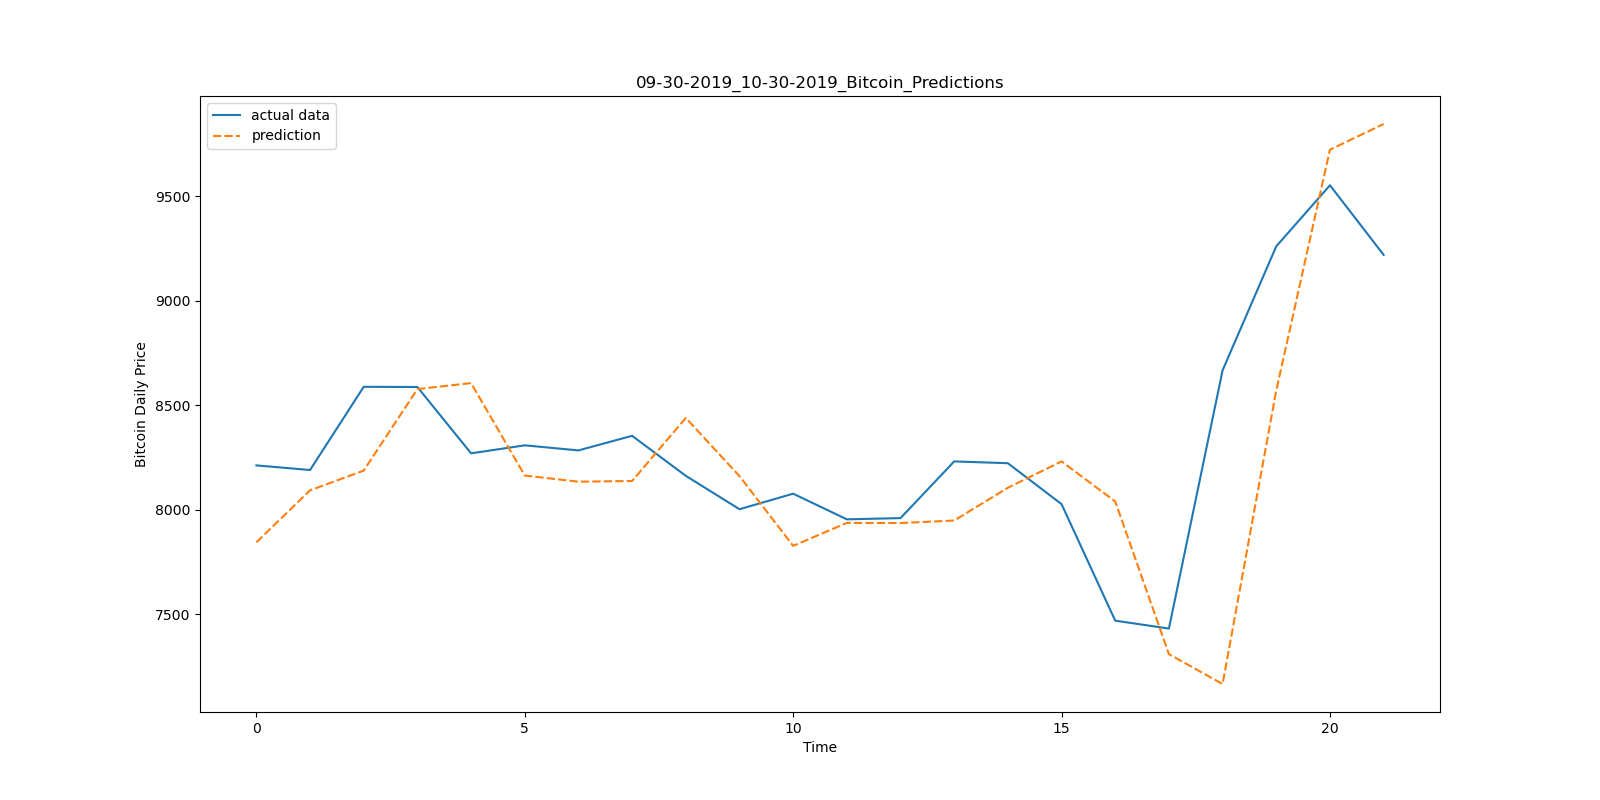 09-30-2019_10-30-2019_Bitcoin_Predictions
actual data
prediction
9500
9000
8500
8000
7500
Bitcoin Daily Price
0 5 10 15 20
Time